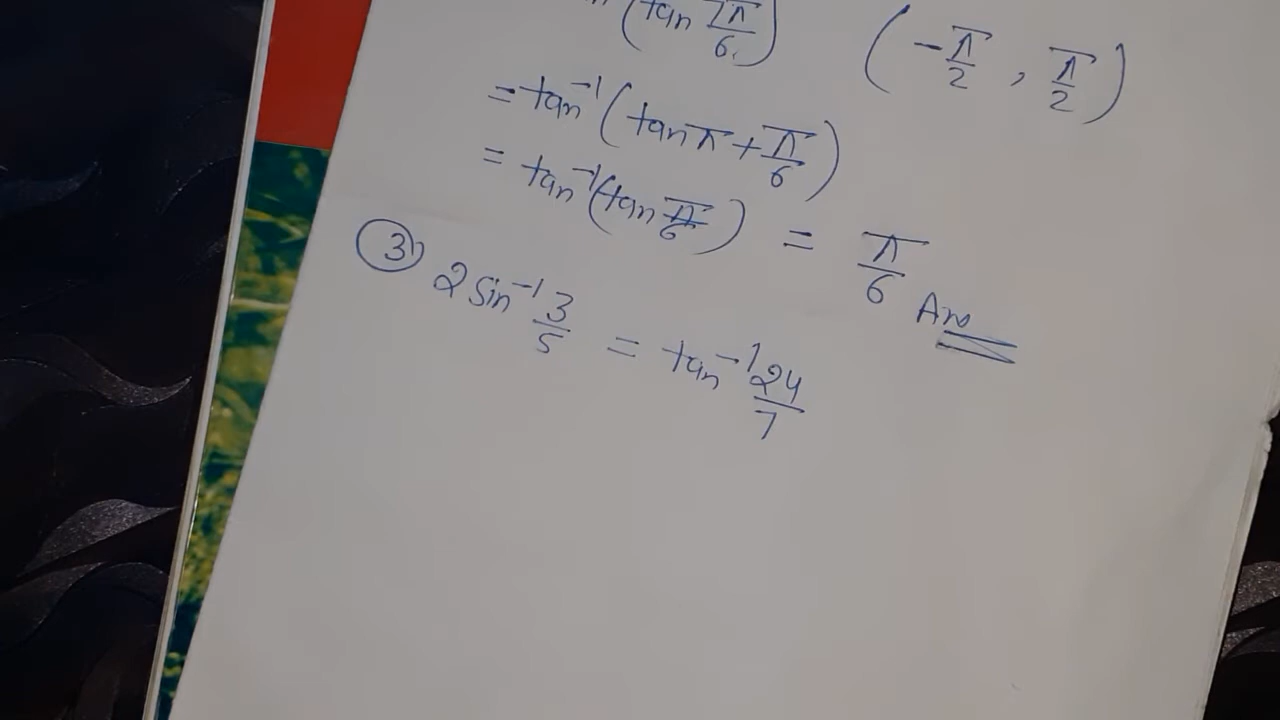 (tan 7π/6) (-π/2, π/2)
= tan⁻¹(tan π + π/6)
= tan⁻¹(tan π/6) = π/6 Ans
3) 2 sin⁻¹ 3/5 = tan⁻¹ 24/7